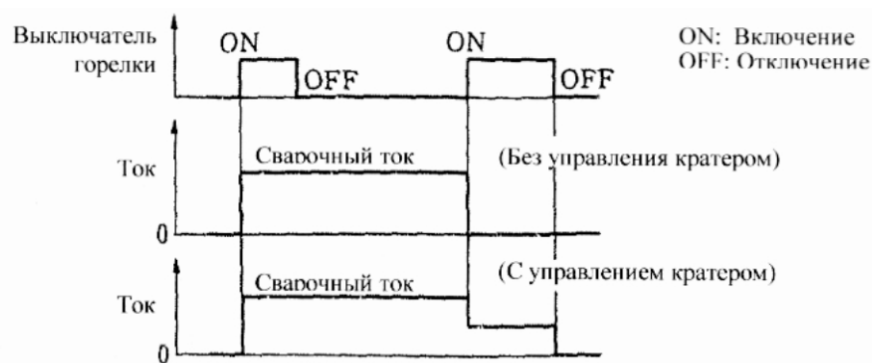 Выключатель
горелки
ON
OFF
ON
OFF
ON: Включение
OFF: Отключение
Ток
Сварочный ток
(Без управления кратером)
0
Ток
Сварочный ток
(С управлением кратером)
0